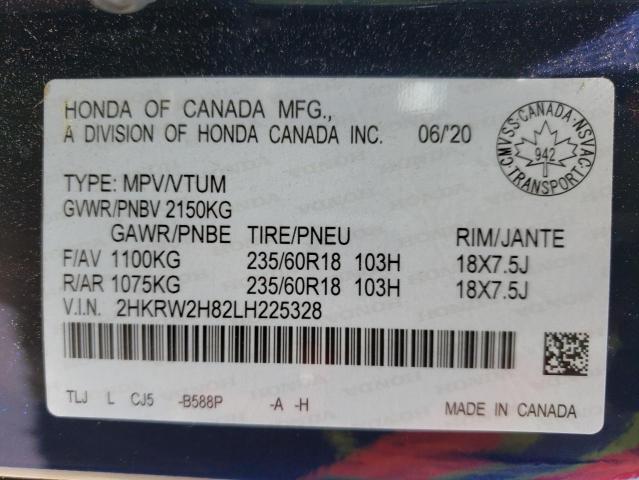 HONDA OF CANADA MFG.,
A DIVISION OF HONDA CANADA INC. 06/'20
CMVSS·CANADA·NSVAC
942
TRANSPORT
TYPE: MPV/VTUM
GVWR/PNBV 2150KG
GAWR/PNBE TIRE/PNEU RIM/JANTE
F/AV 1100KG 235/60R18 103H 18X7.5J
R/AR 1075KG 235/60R18 103H 18X7.5J
V.I.N. 2HKRW2H82LH225328
TLJ L CJ5 -B588P -A -H MADE IN CANADA